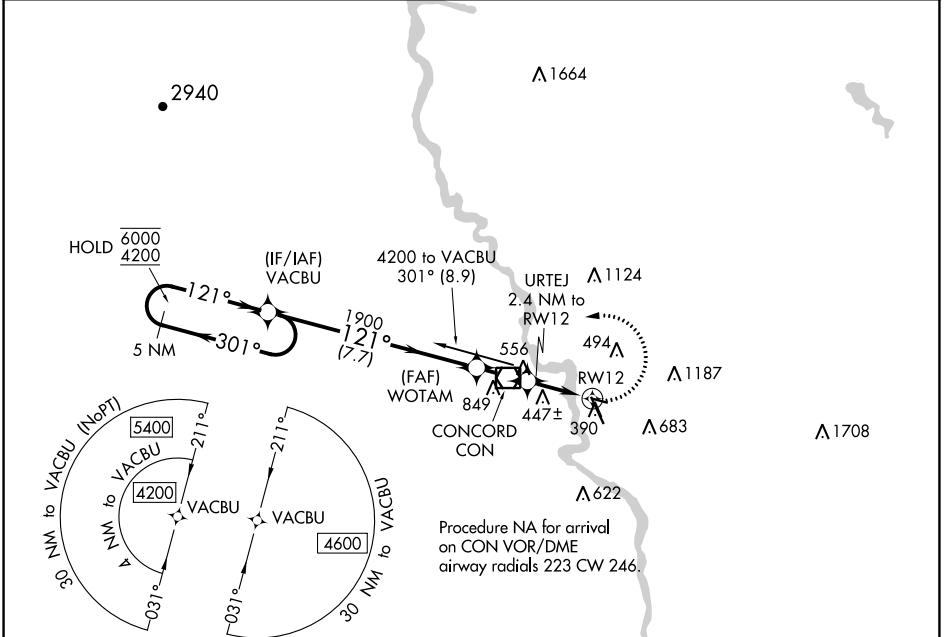 1664
2940
HOLD 6000
4200
(IF/IAF)
VACBU
4200 to VACBU
301° (8.9)
URTEJ
2.4 NM to
RW12
1124
121°
1900
121°
(7.7)
301°
5 NM
556
494
(FAF)
WOTAM
RW12
1187
849
447±
390
CONCORD
CON
683
1708
622
30 NM to VACBU (NoPT)
5400
211°
4 NM to VACBU
4200
VACBU
031°
211°
VACBU
4600
30 NM to VACBU
031°
Procedure NA for arrival
on CON VOR/DME
airway radials 223 CW 246.